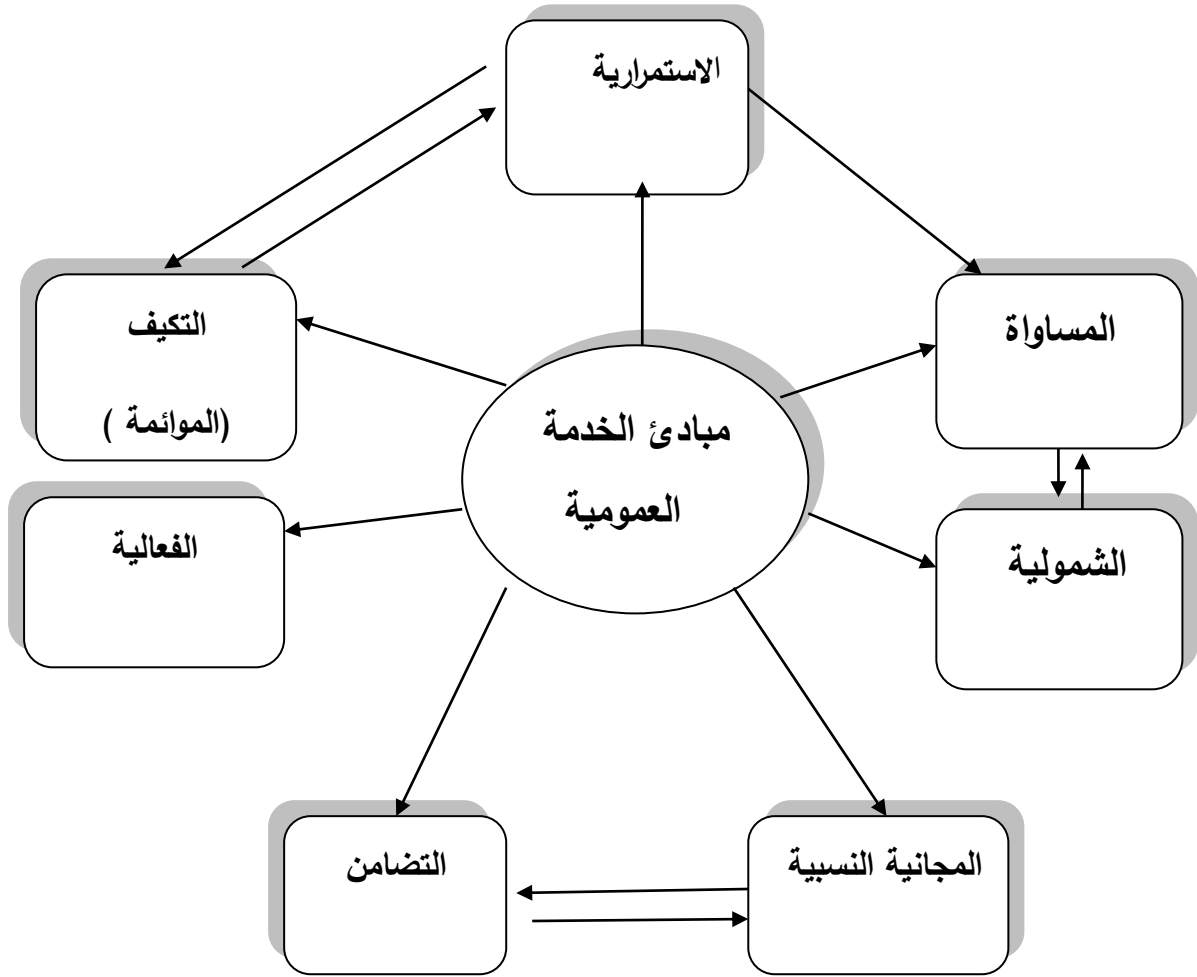 الاستمرارية
المساواة
التكيف
(الموائمة )
مبادئ الخدمة
العمومية
الشمولية
الفعالية
المجانية النسبية
التضامن